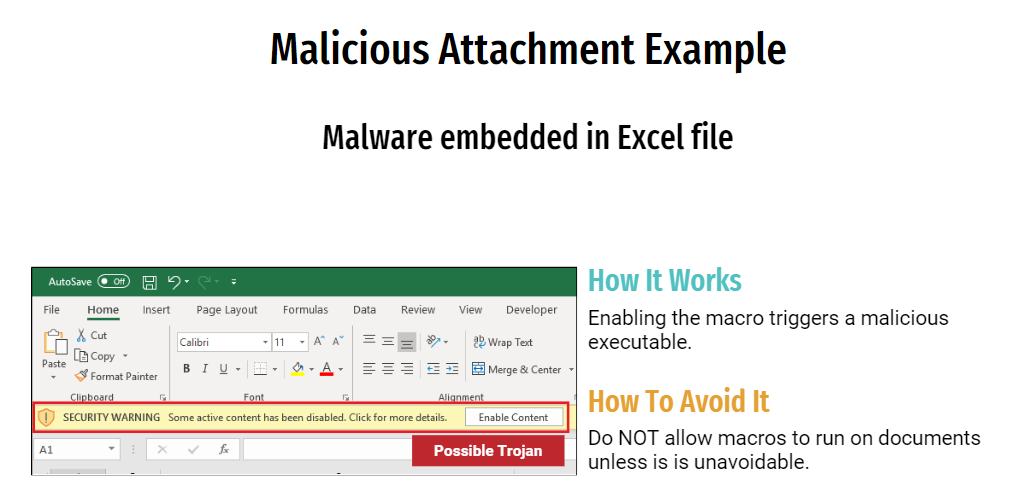 Malicious Attachment Example
Malware embedded in Excel file
AutoSave Off
File Home Insert Page Layout Formulas Data Review View Developer
Paste
Cut
Copy
Format Painter
Clipboard
Calibri 11 A A
B I U A
Font
ab Wrap Text
Merge & Center
Alignment
SECURITY WARNING Some active content has been disabled. Click for more details. Enable Content
A1 fx
Possible Trojan
How It Works
Enabling the macro triggers a malicious
executable.
How To Avoid It
Do NOT allow macros to run on documents
unless is is unavoidable.